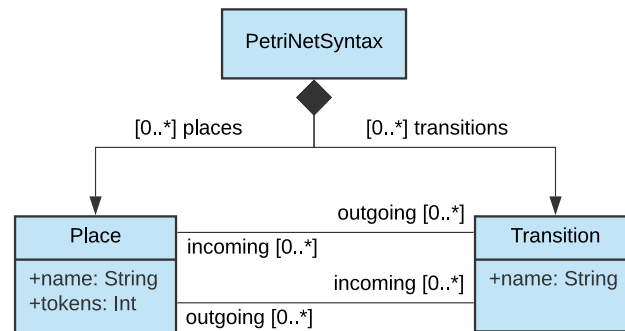 PetriNetSyntax
[0..*] places
[0..*] transitions
Place
+name: String
+tokens: Int
outgoing [0..*]
incoming [0..*]
incoming [0..*]
outgoing [0..*]
Transition
+name: String